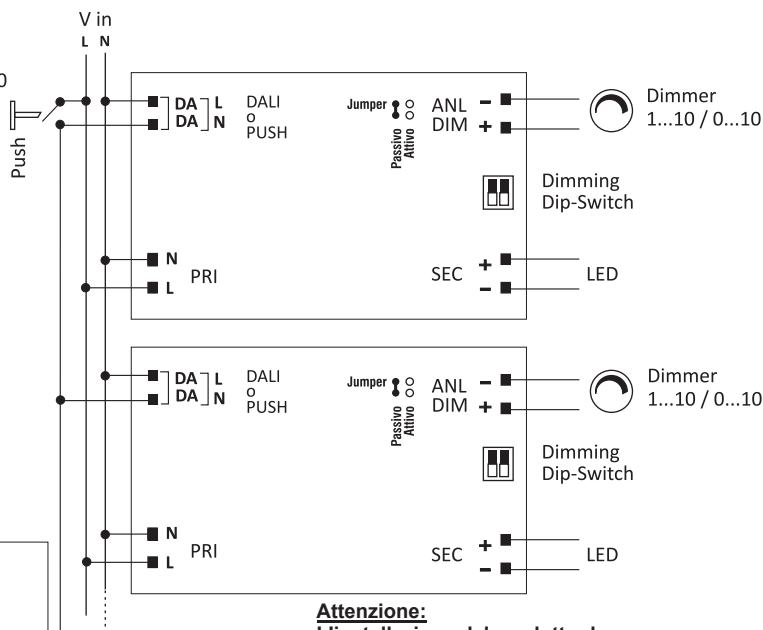 V in
L N
0
Push
DA L
DA N
DALI
o
PUSH
Jumper
Passivo
Attivo
ANL -
DIM +
Dimmer
1...10 / 0...10
Dimming
Dip-Switch
N
L
PRI
SEC
+
-
LED
DA L
DA N
DALI
o
PUSH
Jumper
Passivo
Attivo
ANL -
DIM +
Dimmer
1...10 / 0...10
Dimming
Dip-Switch
N
L
PRI
SEC
+
-
LED
Attenzione: